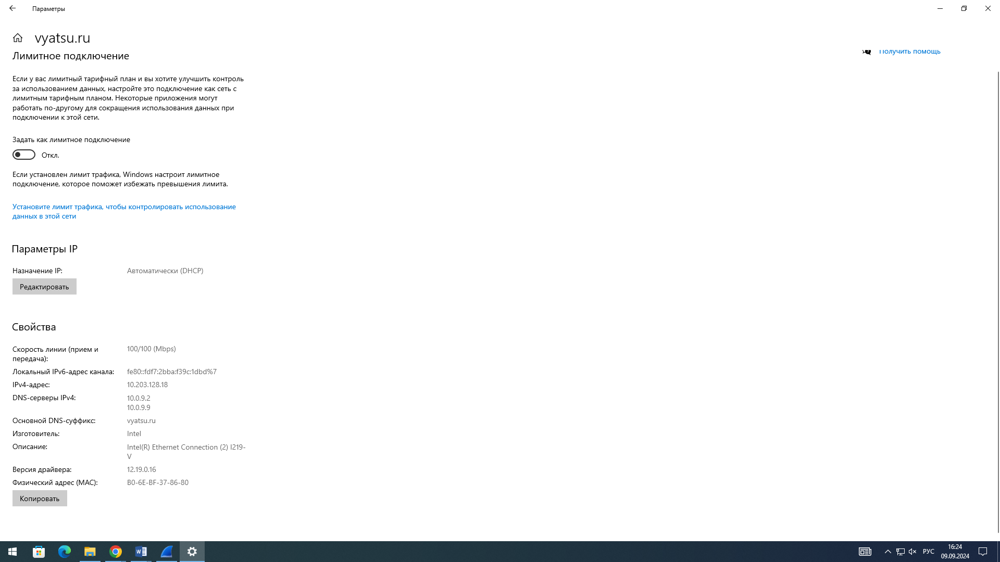 Параметры
vyatsu.ru
Лимитное подключение
Получить помощь
Если у вас лимитный тарифный план и вы хотите улучшить контроль
за использованием данных, настройте это подключение как сеть с
лимитным тарифным планом. Некоторые приложения могут
работать по-другому для сокращения использования данных при
подключении к этой сети.
Задать как лимитное подключение
Откл.
Если установлен лимит трафика, Windows настроит лимитное
подключение, которое поможет избежать превышения лимита.
Установите лимит трафика, чтобы контролировать использование
данных в этой сети
Параметры IP
Назначение IP: Автоматически (DHCP)
Редактировать
Свойства
Скорость линии (прием и 100/100 (Mbps)
передача):
Локальный IPv6-адрес канала: fe80::fdf7:2bba:f39c:1dbd%7
IPv4-адрес: 10.203.128.18
DNS-серверы IPv4: 10.0.9.2
10.0.9.9
Основной DNS-суффикс: vyatsu.ru
Изготовитель: Intel
Описание: Intel(R) Ethernet Connection (2) I219-
V
Версия драйвера: 12.19.0.16
Физический адрес (MAC): B0-6E-BF-37-86-80
Копировать
РУС
16:24
09.09.2024